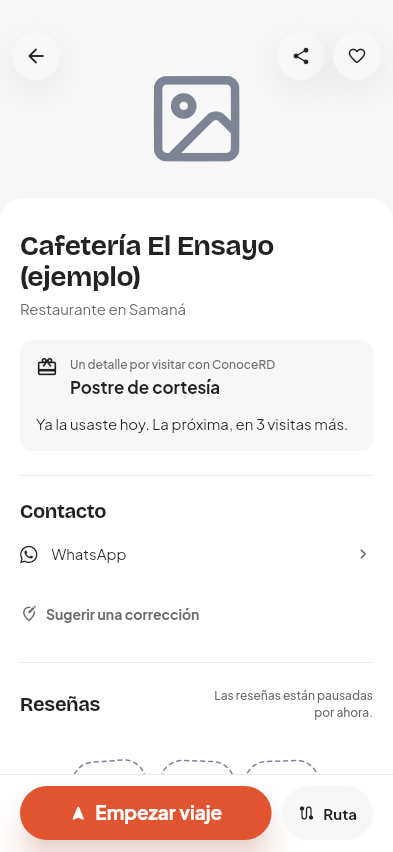 Cafetería El Ensayo
(ejemplo)
Restaurante en Samaná
Un detalle por visitar con ConoceRD
Postre de cortesía
Ya la usaste hoy. La próxima, en 3 visitas más.
Contacto
WhatsApp
Sugerir una corrección
Reseñas
Las reseñas están pausadas
por ahora.
Empezar viaje
Ruta